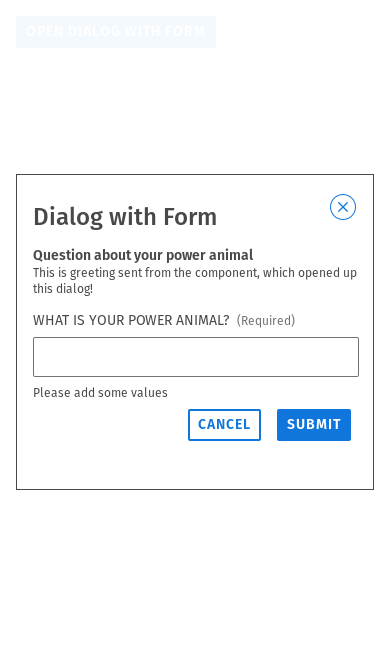 OPEN DIALOG WITH FORM
Dialog with Form
Question about your power animal
This is greeting sent from the component, which opened up
this dialog!
WHAT IS YOUR POWER ANIMAL? (Required)
Please add some values
CANCEL SUBMIT